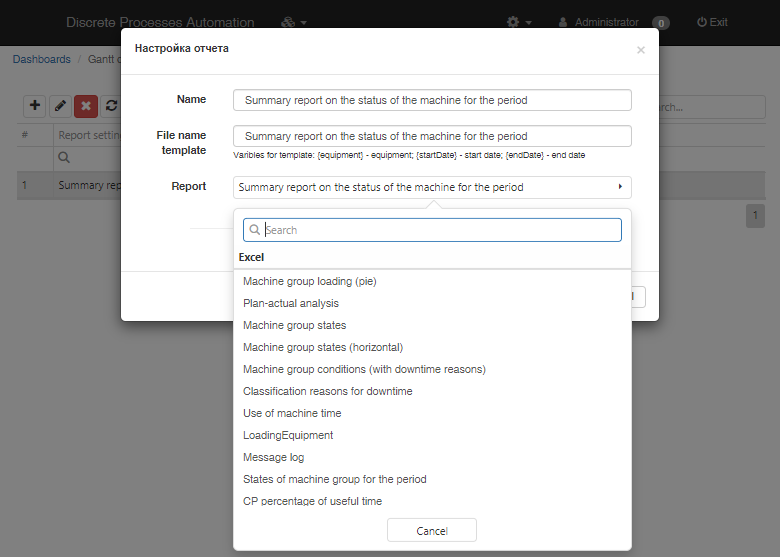 Discrete Processes Automation
Administrator 0 Exit
Настройка отчета ×
Dashboards / Gantt c
Name Summary report on the status of the machine for the period
File name template Summary report on the status of the machine for the period
Varibles for template: {equipment} - equipment; {startDate} - start date; {endDate} - end date
# Report setting
1 Summary rep
Report Summary report on the status of the machine for the period
1
Search
Excel
Machine group loading (pie)
Plan-actual analysis
Machine group states
Machine group states (horizontal)
Machine group conditions (with downtime reasons)
Classification reasons for downtime
Use of machine time
LoadingEquipment
Message log
States of machine group for the period
CP percentage of useful time
Cancel